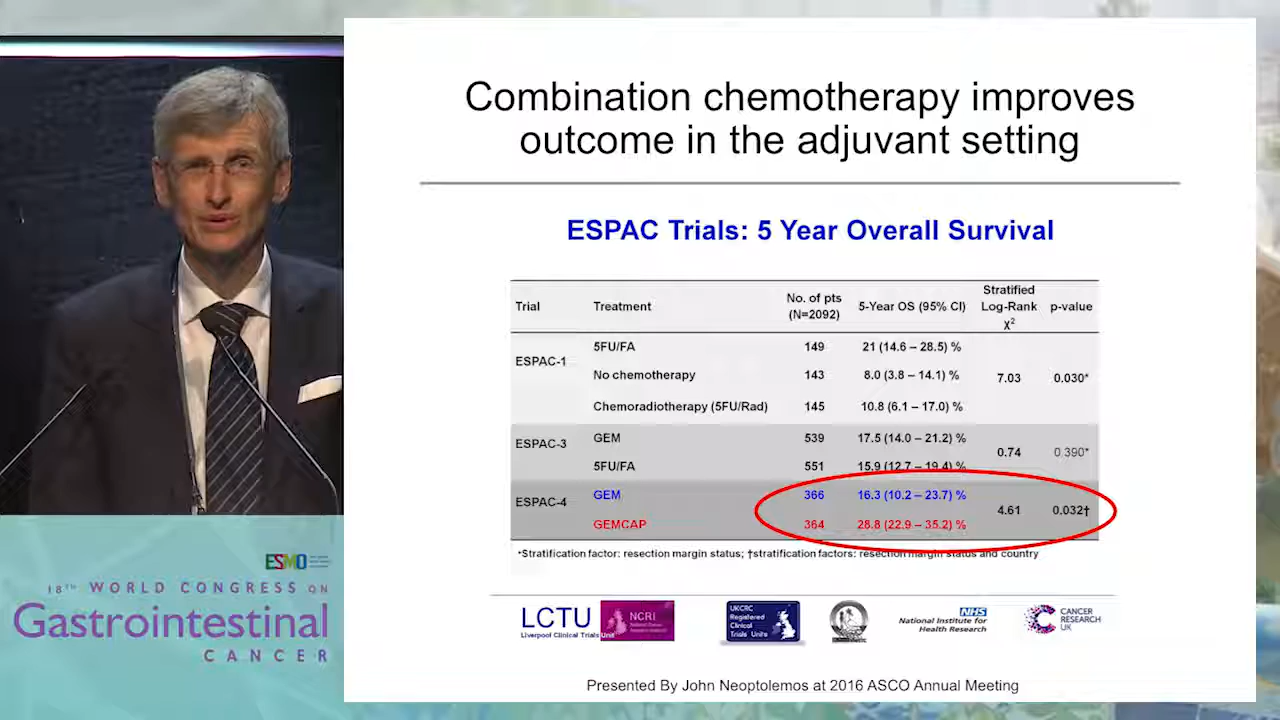 Combination chemotherapy improves
outcome in the adjuvant setting
ESPAC Trials: 5 Year Overall Survival
Trial Treatment No. of pts (N=2092) 5-Year OS (95% CI) Stratified Log-Rank χ² p-value
ESPAC-1
5FU/FA 149 21 (14.6 – 28.5) %
No chemotherapy 143 8.0 (3.8 – 14.1) % 7.03 0.030*
Chemoradiotherapy (5FU/Rad) 145 10.8 (6.1 – 17.0) %
ESPAC-3
GEM 539 17.5 (14.0 – 21.2) %
0.74 0.390*
5FU/FA 551 15.9 (12.7 – 19.4) %
ESPAC-4
GEM 366 16.3 (10.2 – 23.7) %
4.61 0.032†
GEMCAP 364 28.8 (22.9 – 35.2) %
*Stratification factor: resection margin status; †stratification factors: resection margin status and country
LCTU
Liverpool Clinical Trials Unit
NCRI
UKCRC
Registered
Clinical
Trials Units
NHS
National Institute for
Health Research
CANCER
RESEARCH
UK
Presented By John Neoptolemos at 2016 ASCO Annual Meeting
ESMO
18TH WORLD CONGRESS ON
Gastrointestinal
CANCER